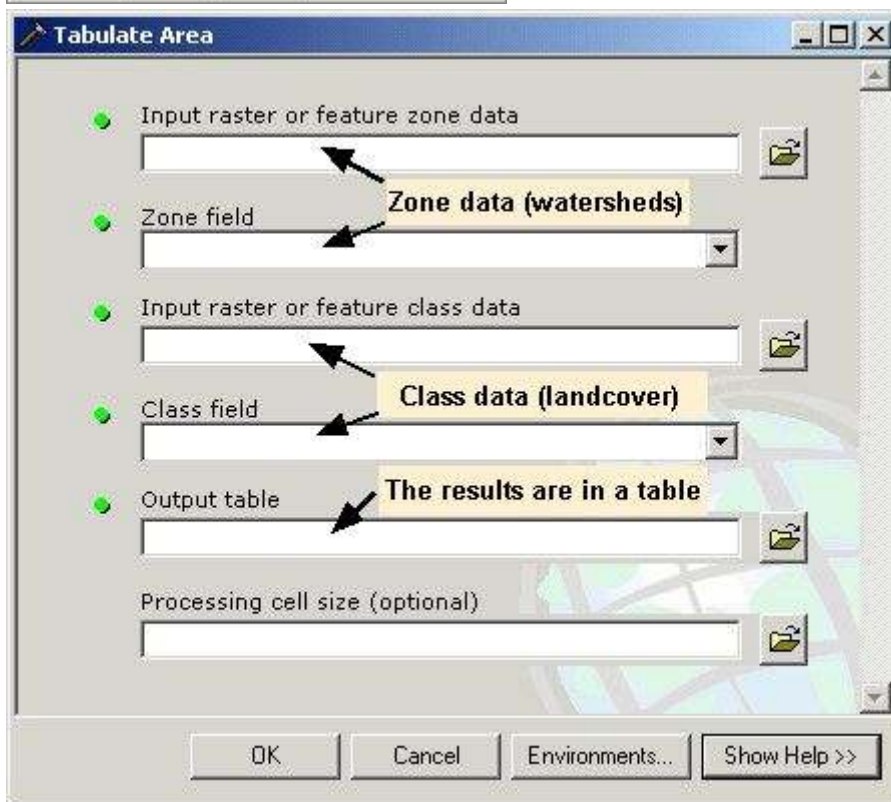 Tabulate Area
Input raster or feature zone data
Zone data (watersheds)
Zone field
Input raster or feature class data
Class data (landcover)
Class field
The results are in a table
Output table
Processing cell size (optional)
OK
Cancel
Environments...
Show Help >>